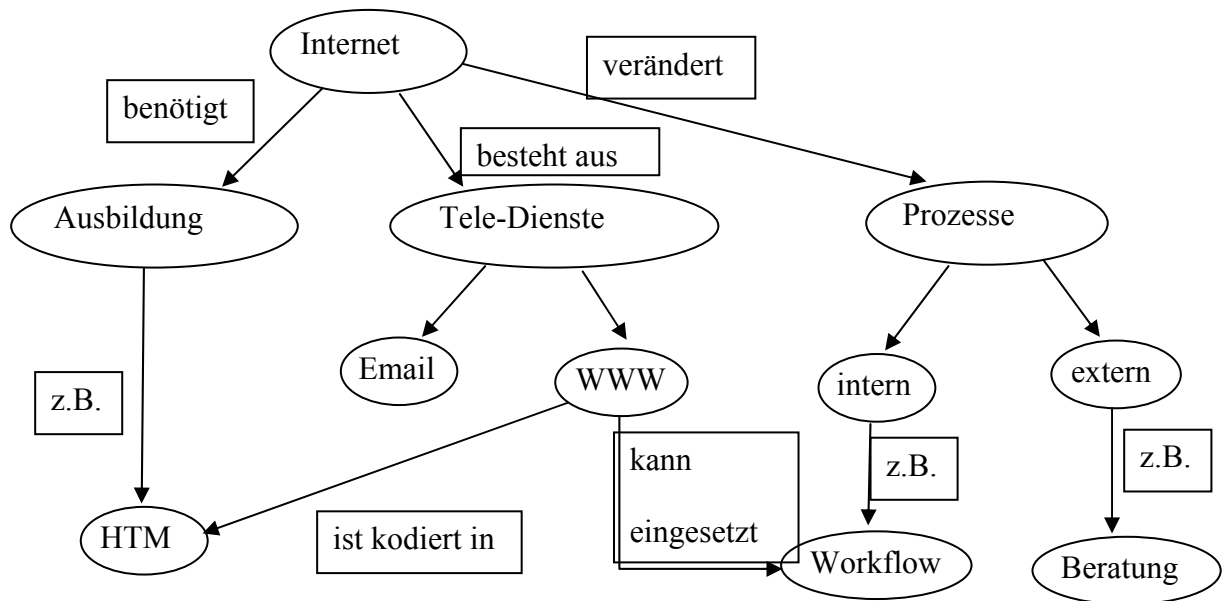 Internet
verändert
benötigt
besteht aus
Ausbildung
Tele-Dienste
Prozesse
Email
WWW
intern
extern
z.B.
kann
z.B.
z.B.
HTM
ist kodiert in
eingesetzt
Workflow
Beratung